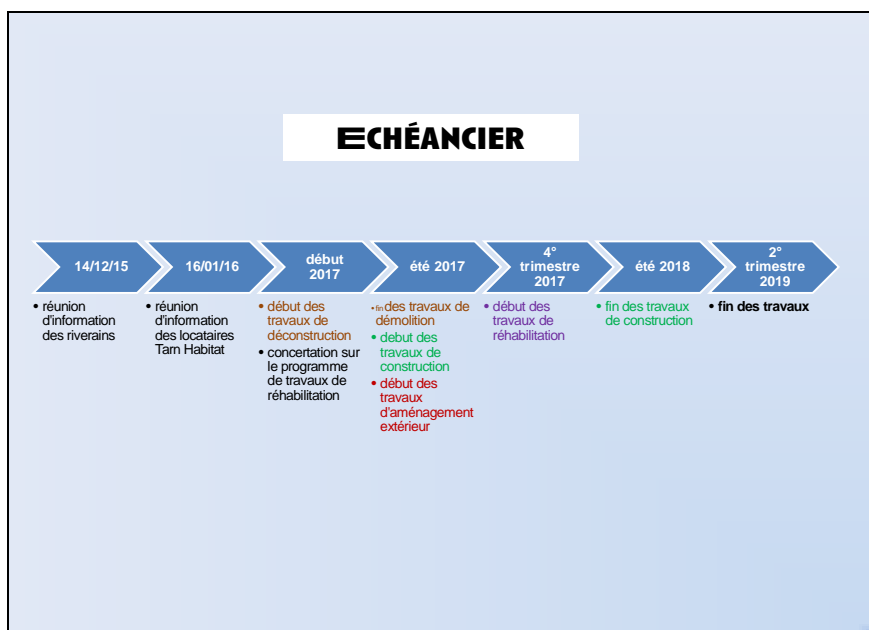 ECHÉANCIER
14/12/15
• réunion
d'information
des riverains
16/01/16
• réunion
d'information
des locataires
Tarn Habitat
début
2017
• début des
travaux de
déconstruction
• concertation sur
le programme
de travaux de
réhabilitation
été 2017
• fin des travaux de
démolition
• debut des
travaux de
construction
• début des
travaux
d'aménagement
extérieur
4°
trimestre
2017
• début des
travaux de
réhabilitation
été 2018
• fin des travaux
de construction
2°
trimestre
2019
• fin des travaux